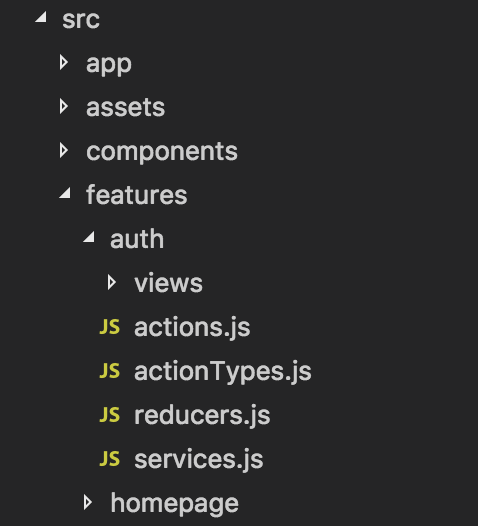 src
app
assets
components
features
auth
views
JS actions.js
JS actionTypes.js
JS reducers.js
JS services.js
homepage